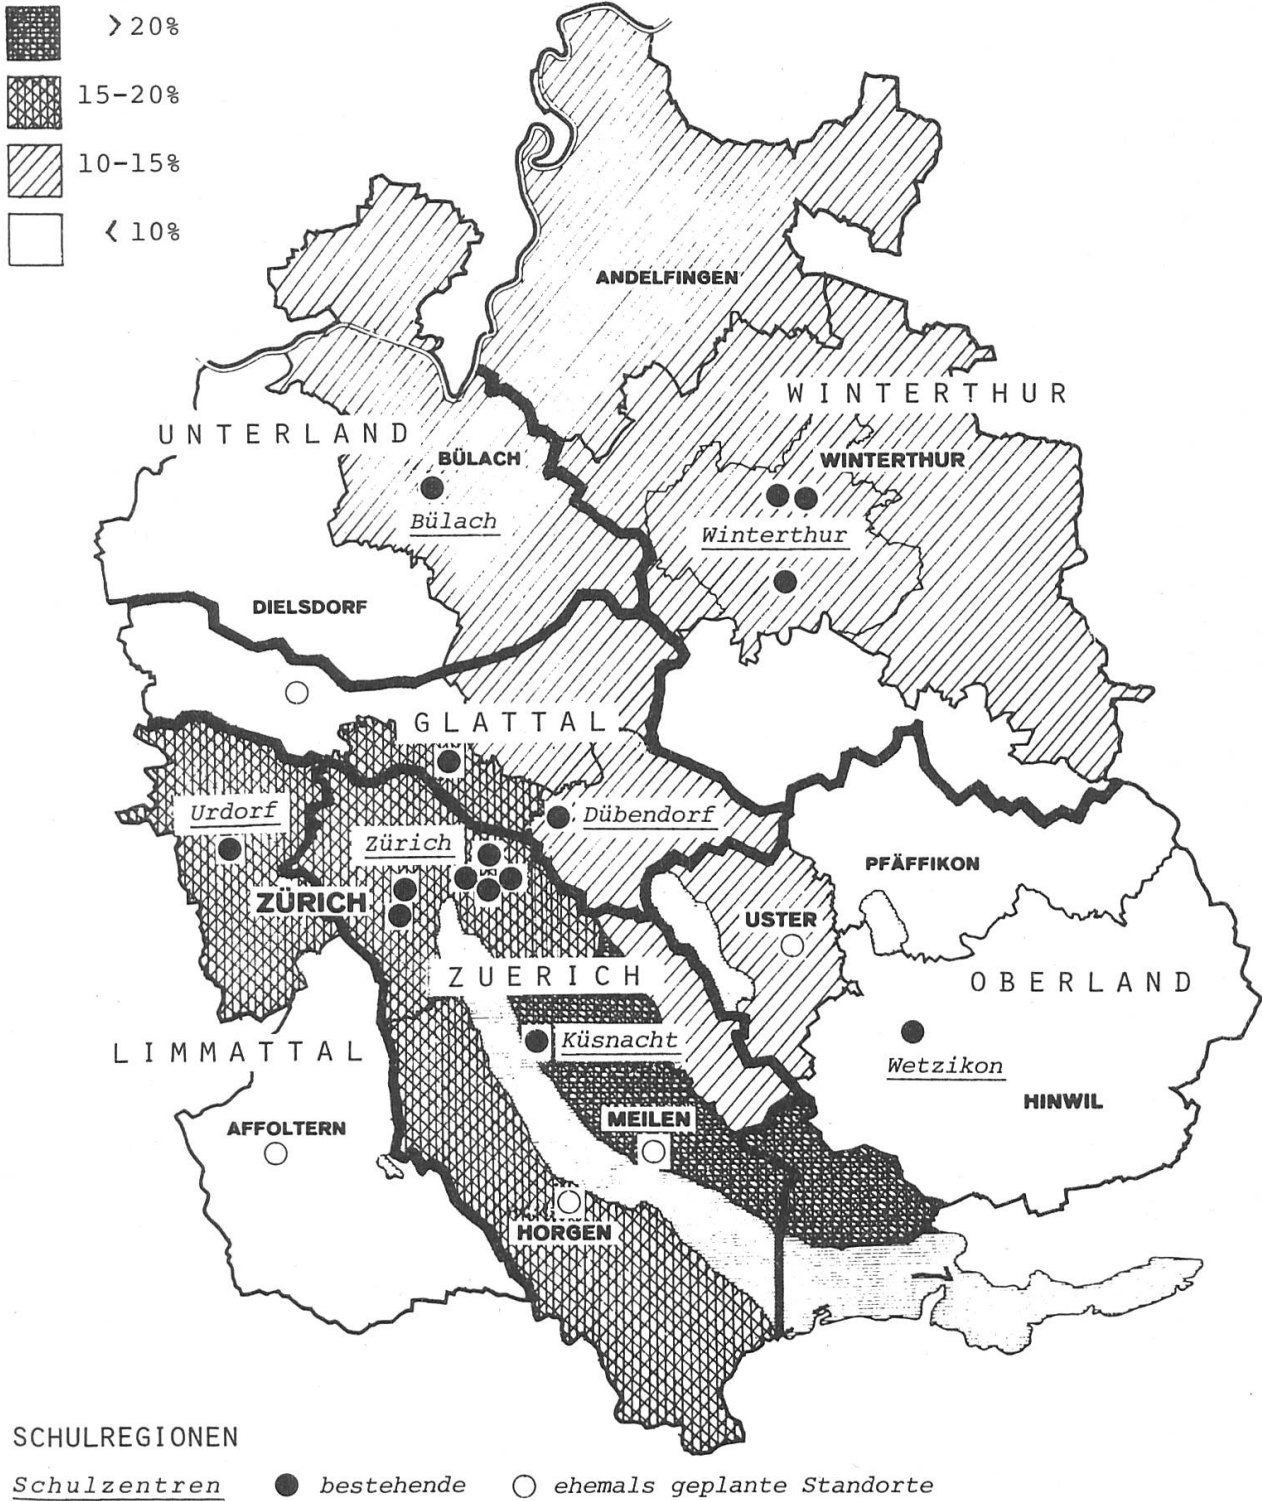 > 20%
15-20%
10-15%
< 10%
ANDELFINGEN
WINTERTHUR
UNTERLAND
BÜLACH
WINTERTHUR
Bülach
Winterthur
DIELSDORF
GLATTAL
Urdorf
Dübendorf
Zürich
PFÄFFIKON
ZÜRICH
USTER
ZUERICH
OBERLAND
Küsnacht
LIMMATTAL
Wetzikon
HINWIL
MEILEN
AFFOLTERN
HORGEN
SCHULREGIONEN
Schulzentren bestehende ehemals geplante Standorte